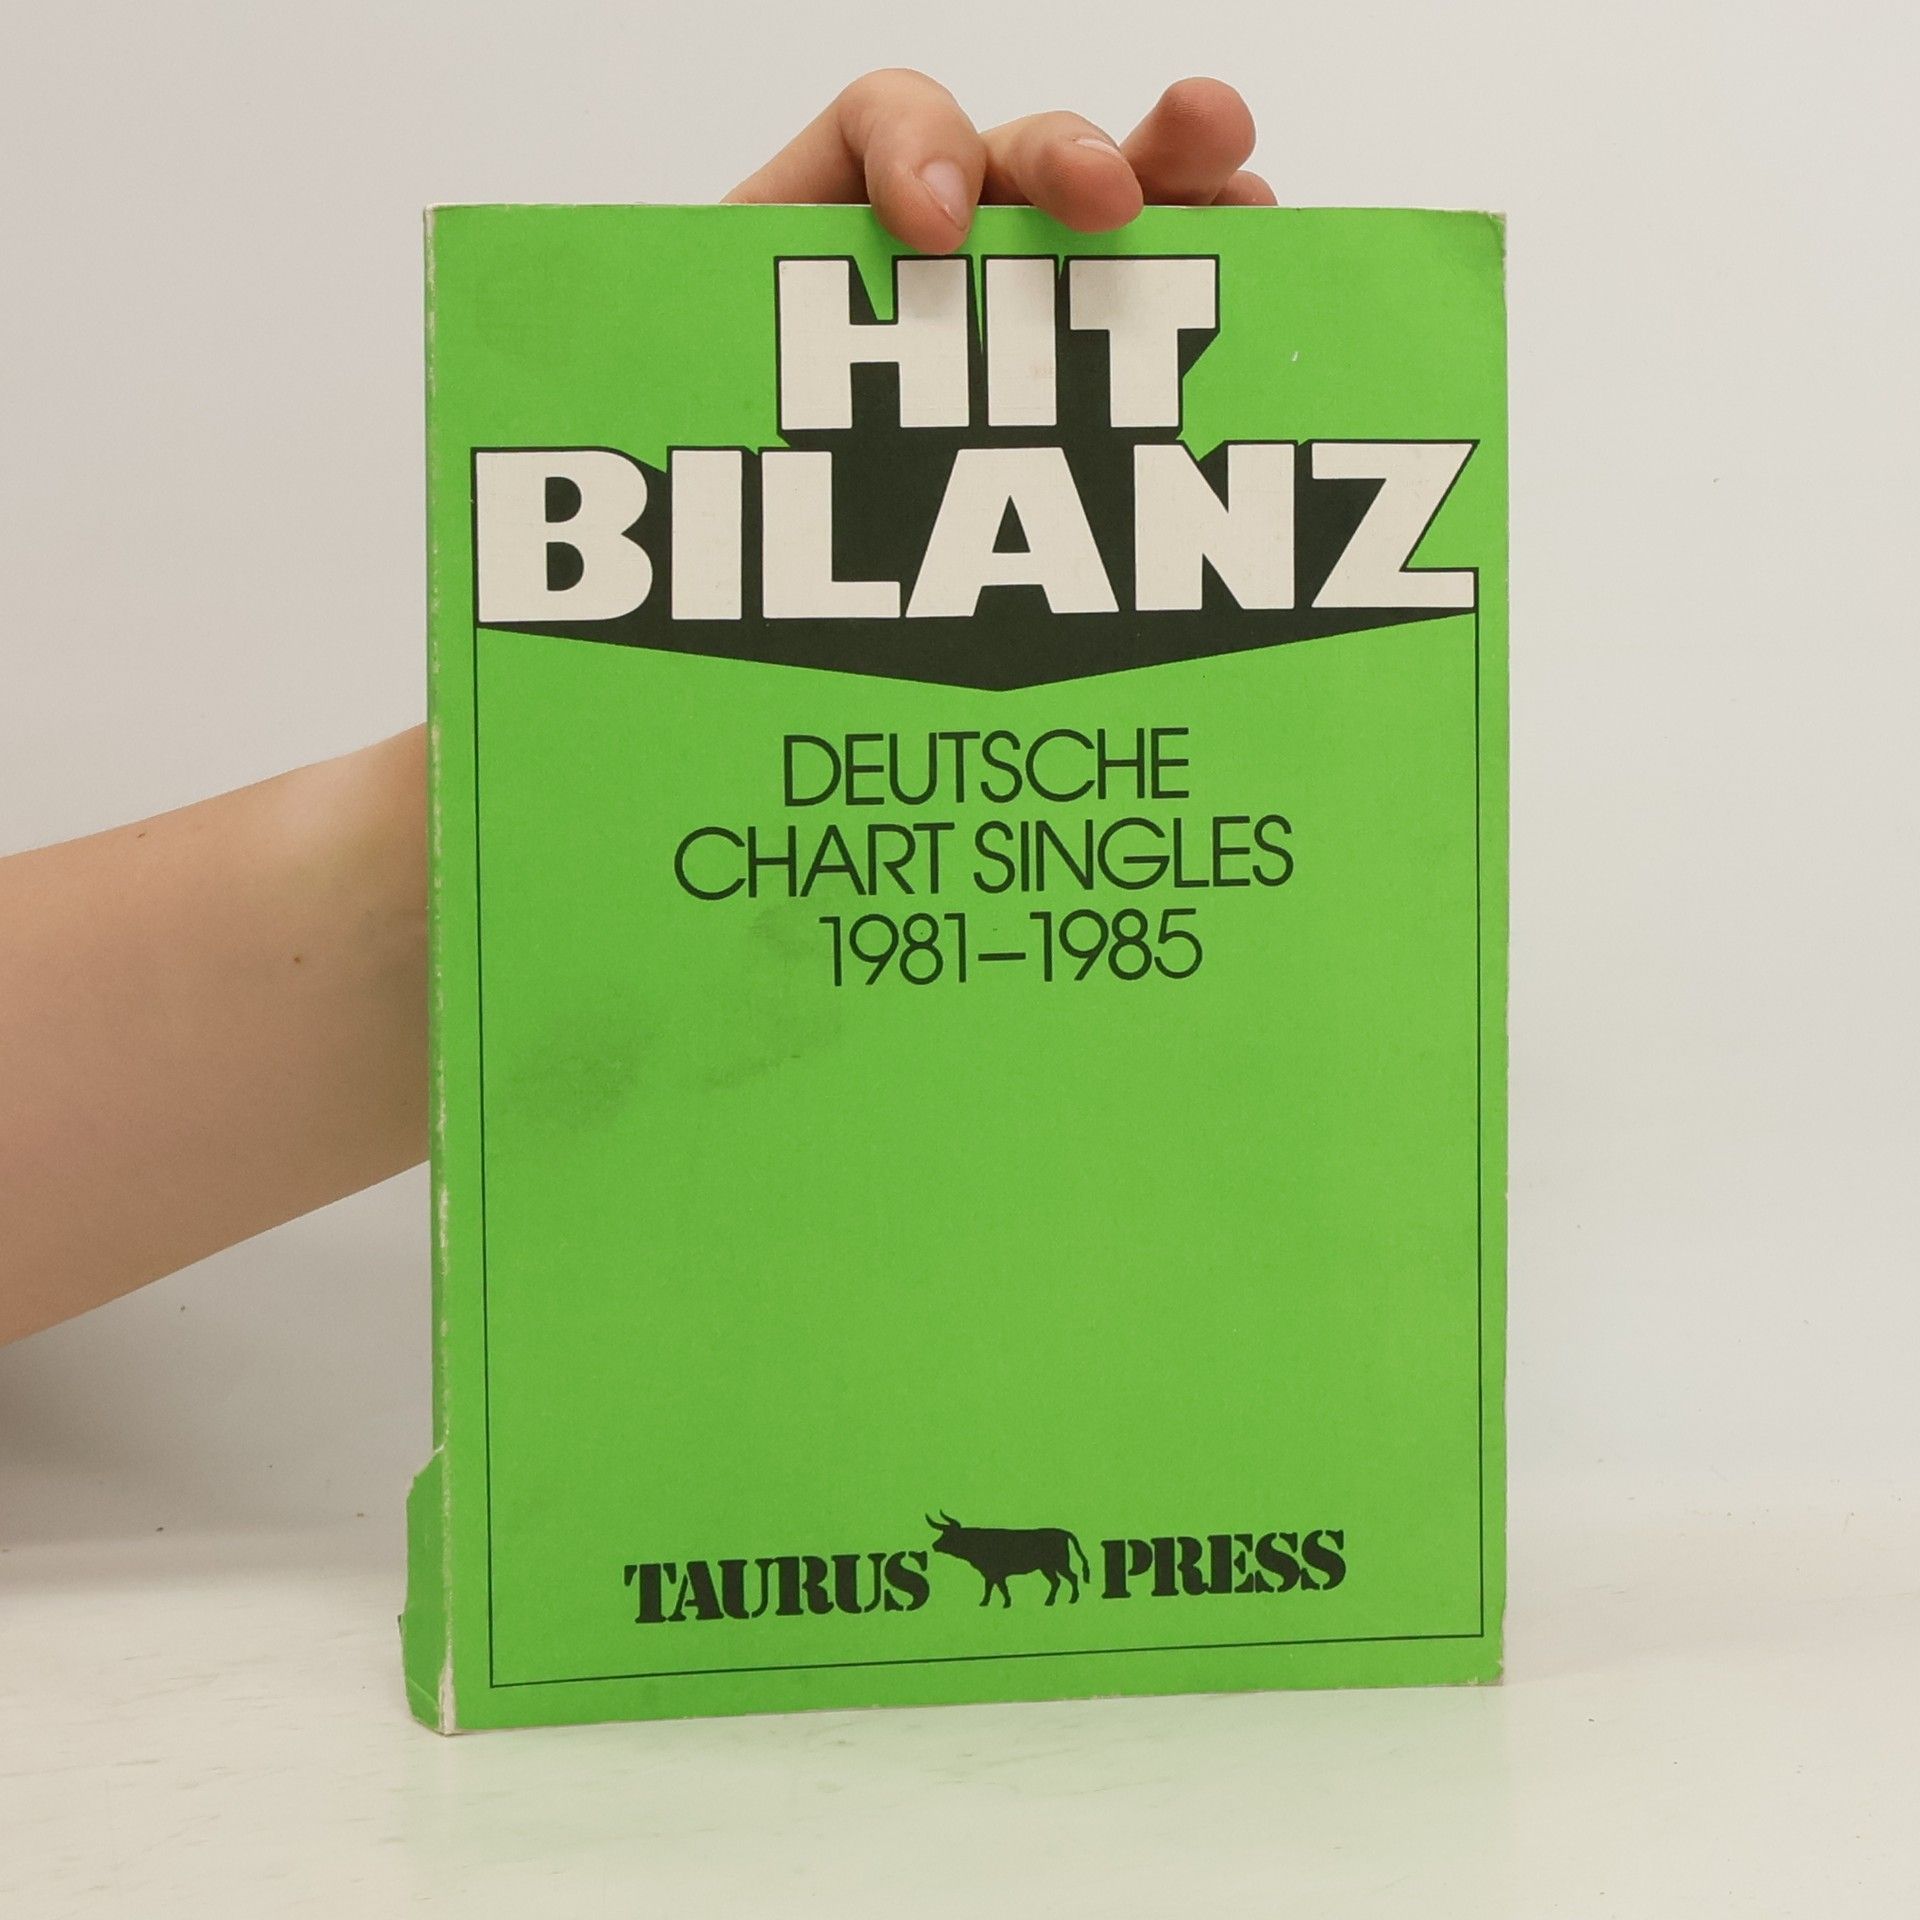 HIT
BILANZ
DEUTSCHE
CHART SINGLES
1981–1985
TAURUS PRESS